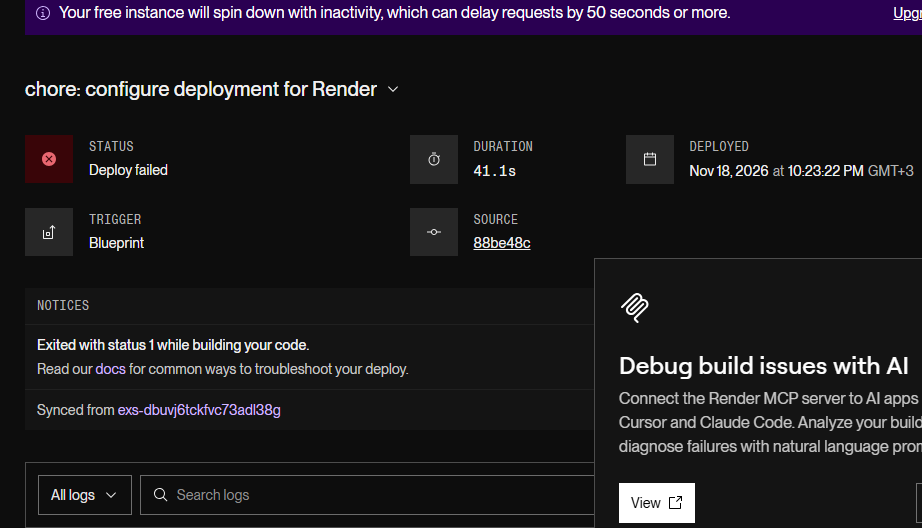 Your free instance will spin down with inactivity, which can delay requests by 50 seconds or more.
Upgr
chore: configure deployment for Render
STATUS
Deploy failed
DURATION
41.1s
DEPLOYED
Nov 18, 2026 at 10:23:22 PM GMT+3
TRIGGER
Blueprint
SOURCE
88be48c
NOTICES
Exited with status 1 while building your code.
Read our docs for common ways to troubleshoot your deploy.
Synced from exs-dbuvj6tckfvc73adl38g
All logs
Search logs
Debug build issues with AI
Connect the Render MCP server to AI apps
Cursor and Claude Code. Analyze your build
diagnose failures with natural language pro
View